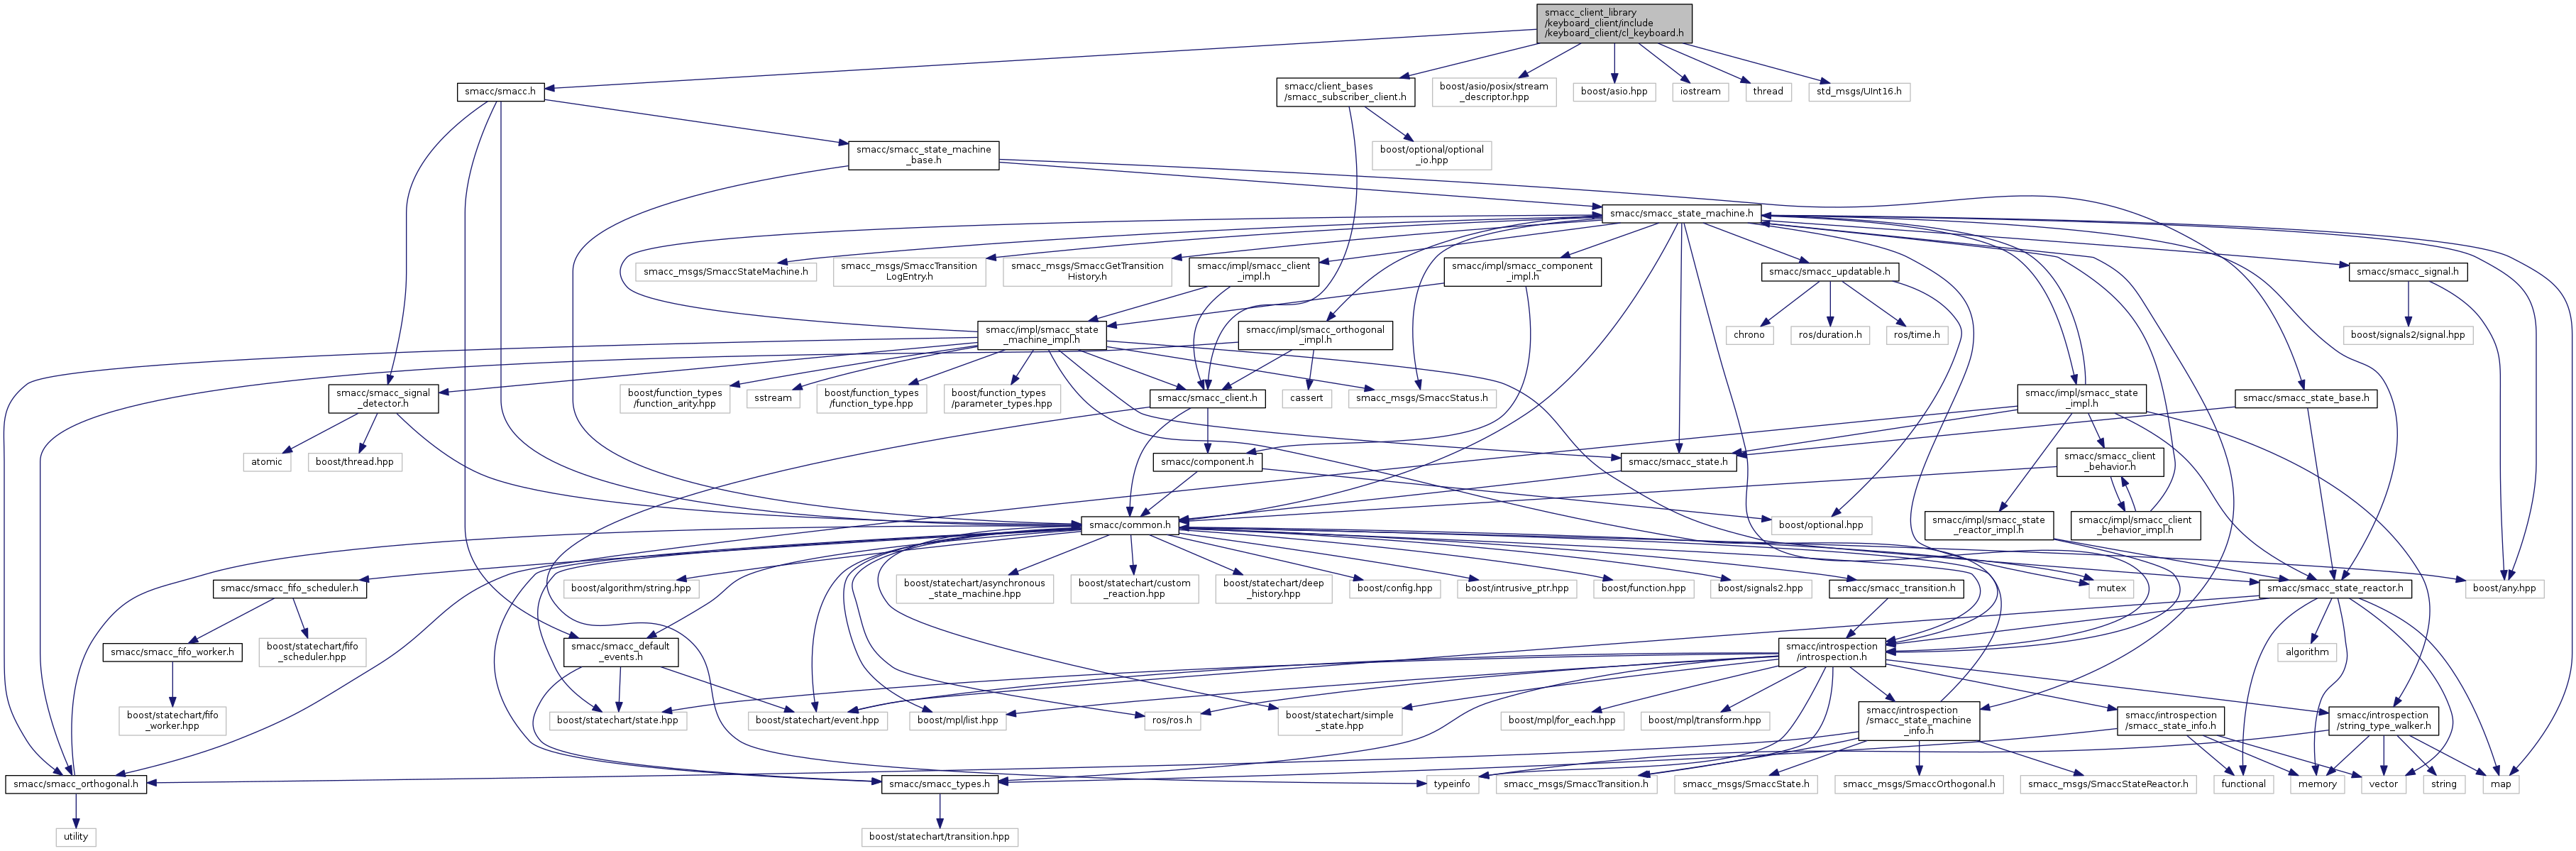 smacc_client_library
/keyboard_client/include
/keyboard_client/cl_keyboard.h
smacc/smacc.h
smacc/client_bases
/smacc_subscriber_client.h
boost/asio/posix/stream
_descriptor.hpp
boost/asio.hpp
iostream
thread
std_msgs/UInt16.h
smacc/smacc_state_machine
_base.h
boost/optional/optional
_io.hpp
smacc/smacc_state_machine.h
smacc_msgs/SmaccStateMachine.h
smacc_msgs/SmaccTransition
LogEntry.h
smacc_msgs/SmaccGetTransition
History.h
smacc/impl/smacc_client
_impl.h
smacc/impl/smacc_component
_impl.h
smacc/smacc_updatable.h
smacc/smacc_signal.h
smacc/impl/smacc_state
_machine_impl.h
smacc/impl/smacc_orthogonal
_impl.h
chrono
ros/duration.h
ros/time.h
boost/signals2/signal.hpp
smacc/smacc_signal
_detector.h
boost/function_types
/function_arity.hpp
sstream
boost/function_types
/function_type.hpp
boost/function_types
/parameter_types.hpp
smacc/smacc_client.h
cassert
smacc_msgs/SmaccStatus.h
smacc/impl/smacc_state
_impl.h
smacc/smacc_state_base.h
atomic
boost/thread.hpp
smacc/component.h
smacc/smacc_state.h
smacc/smacc_client
_behavior.h
smacc/common.h
boost/optional.hpp
smacc/impl/smacc_state
_reactor_impl.h
smacc/impl/smacc_client
_behavior_impl.h
smacc/smacc_fifo_scheduler.h
boost/algorithm/string.hpp
boost/statechart/asynchronous
_state_machine.hpp
boost/statechart/custom
_reaction.hpp
boost/statechart/deep
_history.hpp
boost/config.hpp
boost/intrusive_ptr.hpp
boost/function.hpp
boost/signals2.hpp
smacc/smacc_transition.h
mutex
smacc/smacc_state_reactor.h
boost/any.hpp
smacc/smacc_fifo_worker.h
boost/statechart/fifo
_scheduler.hpp
smacc/smacc_default
_events.h
smacc/introspection
/introspection.h
algorithm
boost/statechart/fifo
_worker.hpp
boost/statechart/state.hpp
boost/statechart/event.hpp
boost/mpl/list.hpp
ros/ros.h
boost/statechart/simple
_state.hpp
boost/mpl/for_each.hpp
boost/mpl/transform.hpp
smacc/introspection
/smacc_state_machine
_info.h
smacc/introspection
/smacc_state_info.h
smacc/introspection
/string_type_walker.h
smacc/smacc_orthogonal.h
smacc/smacc_types.h
typeinfo
smacc_msgs/SmaccTransition.h
smacc_msgs/SmaccState.h
smacc_msgs/SmaccOrthogonal.h
smacc_msgs/SmaccStateReactor.h
functional
memory
vector
string
map
utility
boost/statechart/transition.hpp